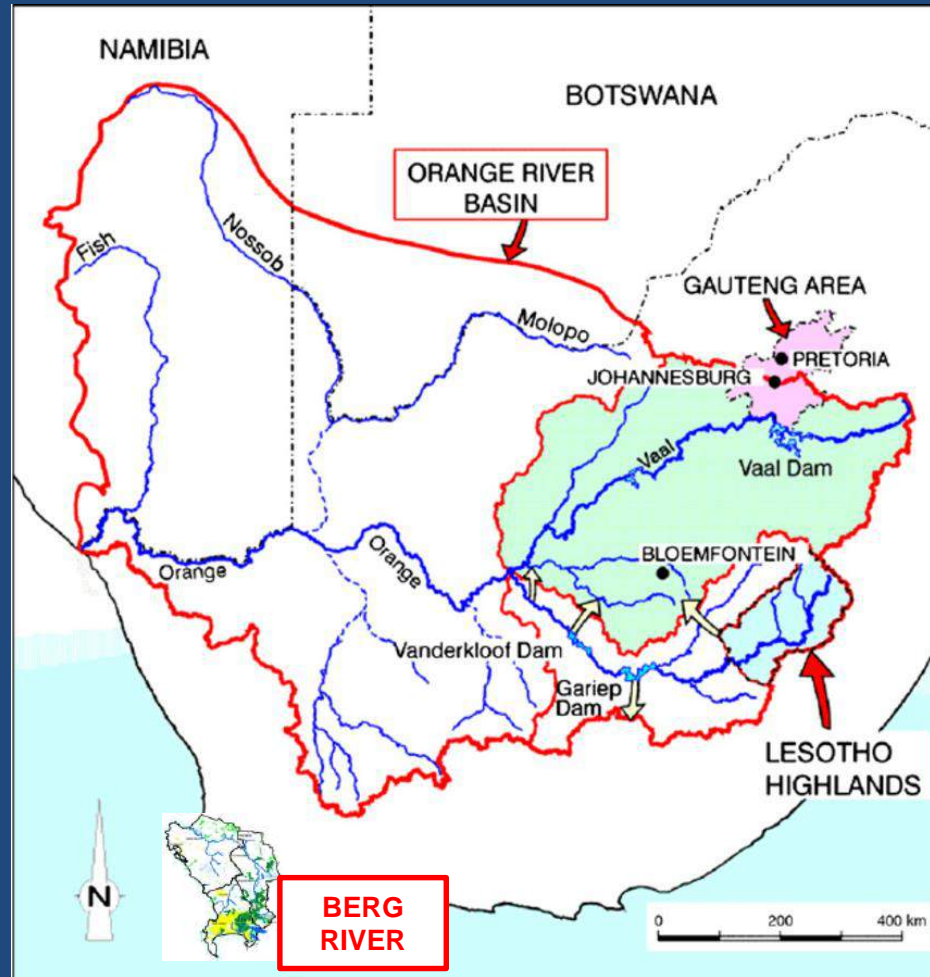 NAMIBIA
BOTSWANA
ORANGE RIVER
BASIN
Fish
Nossob
GAUTENG AREA
Molopo
PRETORIA
JOHANNESBURG
Vaal
Vaal Dam
BLOEMFONTEIN
Orange
Orange
Vanderkloof Dam
Gariep
Dam
LESOTHO
HIGHLANDS
N
BERG
RIVER
0 200 400 km